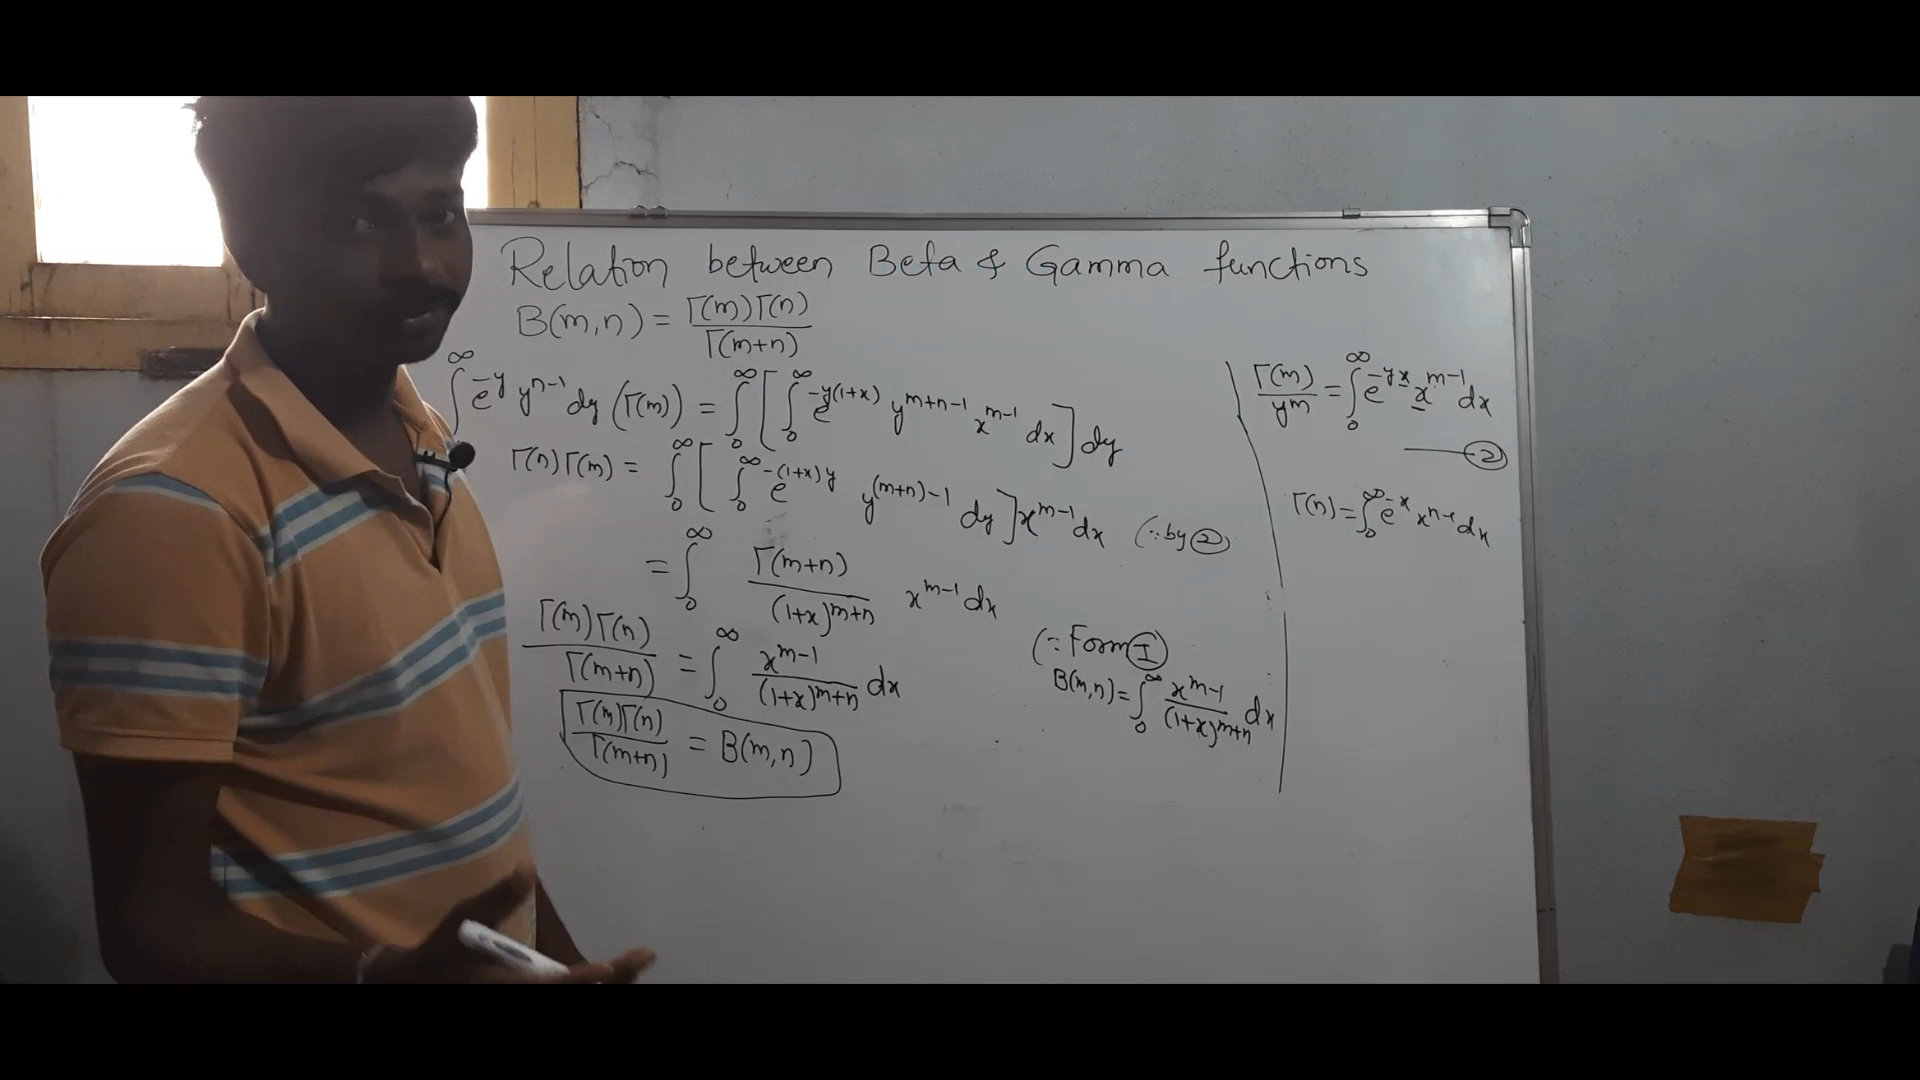 Relation between Beta & Gamma functions
B(m,n) = Γ(m)Γ(n) / Γ(m+n)
∫₀^∞ e^-y y^n-1 dy (Γ(m)) = ∫₀^∞ [ ∫₀^∞ e^-y(1+x) y^m+n-1 x^m-1 dx ] dy
Γ(n)Γ(m) = ∫₀^∞ [ ∫₀^∞ e^-(1+x)y y^(m+n)-1 dy ] x^m-1 dx (∵ by ②)
= ∫₀^∞ Γ(m+n) / (1+x)^m+n x^m-1 dx
Γ(m)Γ(n) / Γ(m+n) = ∫₀^∞ x^m-1 / (1+x)^m+n dx
Γ(m)Γ(n) / Γ(m+n) = B(m,n)
(∵ Form Ⓘ)
B(m,n) = ∫₀^∞ x^m-1 / (1+x)^m+n dx
Γ(m) / y^m = ∫₀^∞ e^-yx x^m-1 dx
— ②
Γ(n) = ∫₀^∞ e^-x x^n-1 dx